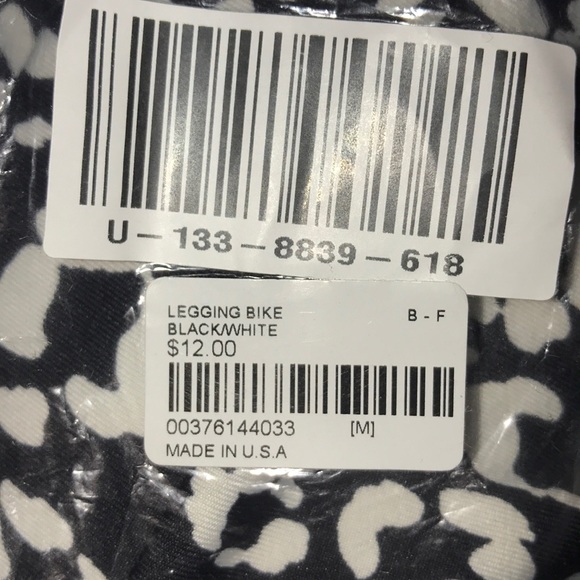 U-133-8839-618
LEGGING BIKE B - F
BLACK/WHITE
$12.00
00376144033 [M]
MADE IN U.S.A